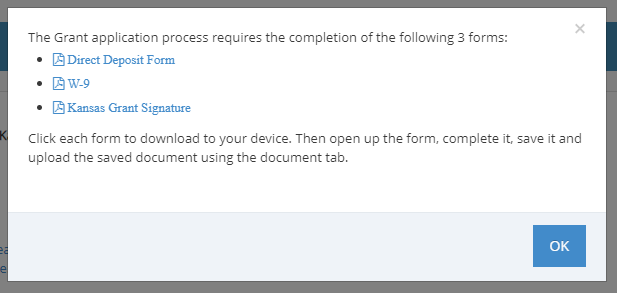 The Grant application process requires the completion of the following 3 forms:
Direct Deposit Form
W-9
Kansas Grant Signature
Click each form to download to your device. Then open up the form, complete it, save it and
upload the saved document using the document tab.
OK